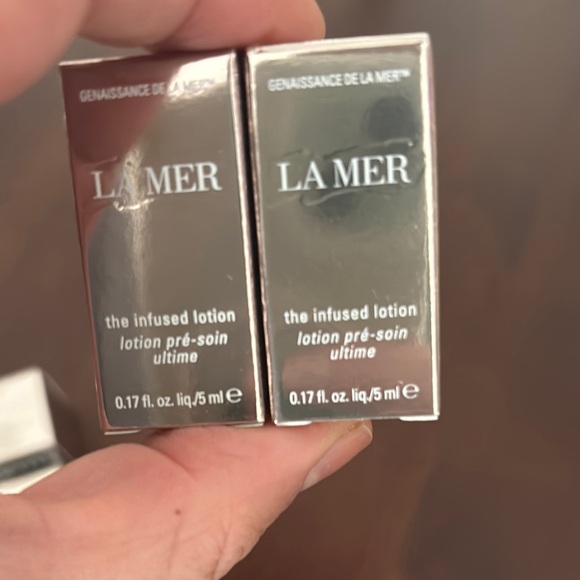 GENAISSANCE DE LA MER™
LA MER
the infused lotion
lotion pré-soin
ultime
0.17 fl. oz. liq./5 ml e
GENAISSANCE DE LA MER™
LA MER
the infused lotion
lotion pré-soin
ultime
0.17 fl. oz. liq./5 ml e